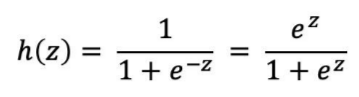 h(z) = 1 / (1 + e^{-z}) = e^z / (1 + e^z)